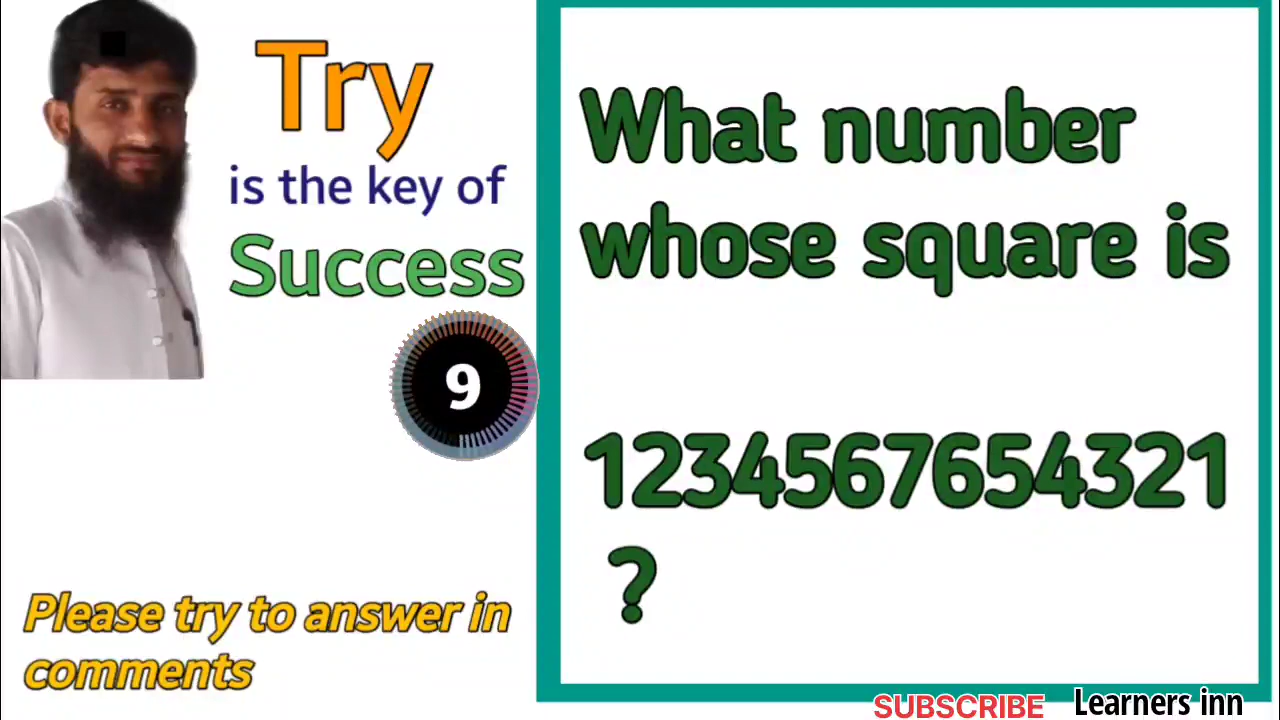 Try
is the key of
Success
9
What number
whose square is
1234567654321
?
Please try to answer in
comments
SUBSCRIBE Learners inn